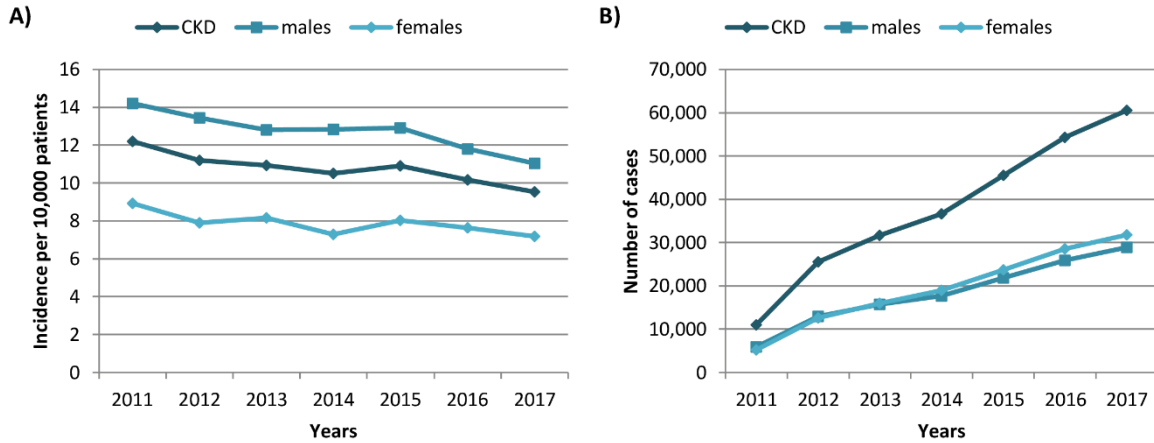 A)
CKD males females
Incidence per 10,000 patients
16
14
12
10
8
6
4
2
0
2011 2012 2013 2014 2015 2016 2017
Years
B)
CKD males females
Number of cases
70,000
60,000
50,000
40,000
30,000
20,000
10,000
0
2011 2012 2013 2014 2015 2016 2017
Years